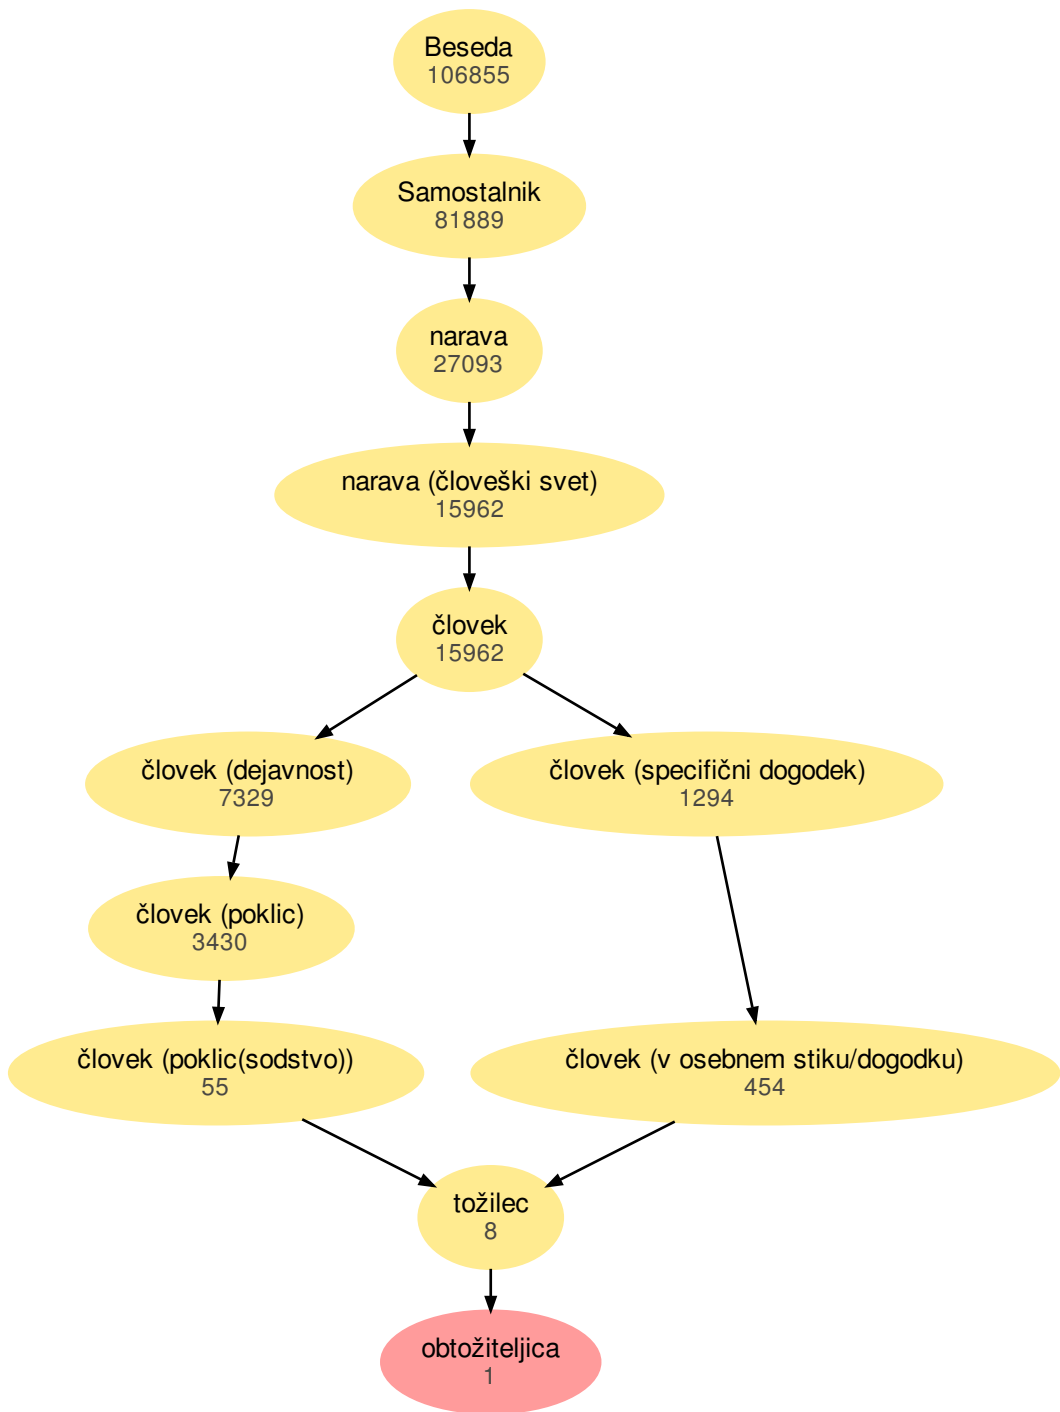 Beseda
106855
Samostalnik
81889
narava
27093
narava (človeški svet)
15962
človek
15962
človek (dejavnost)
7329
človek (specifični dogodek)
1294
človek (poklic)
3430
človek (poklic(sodstvo))
55
človek (v osebnem stiku/dogodku)
454
tožilec
8
obtožiteljica
1